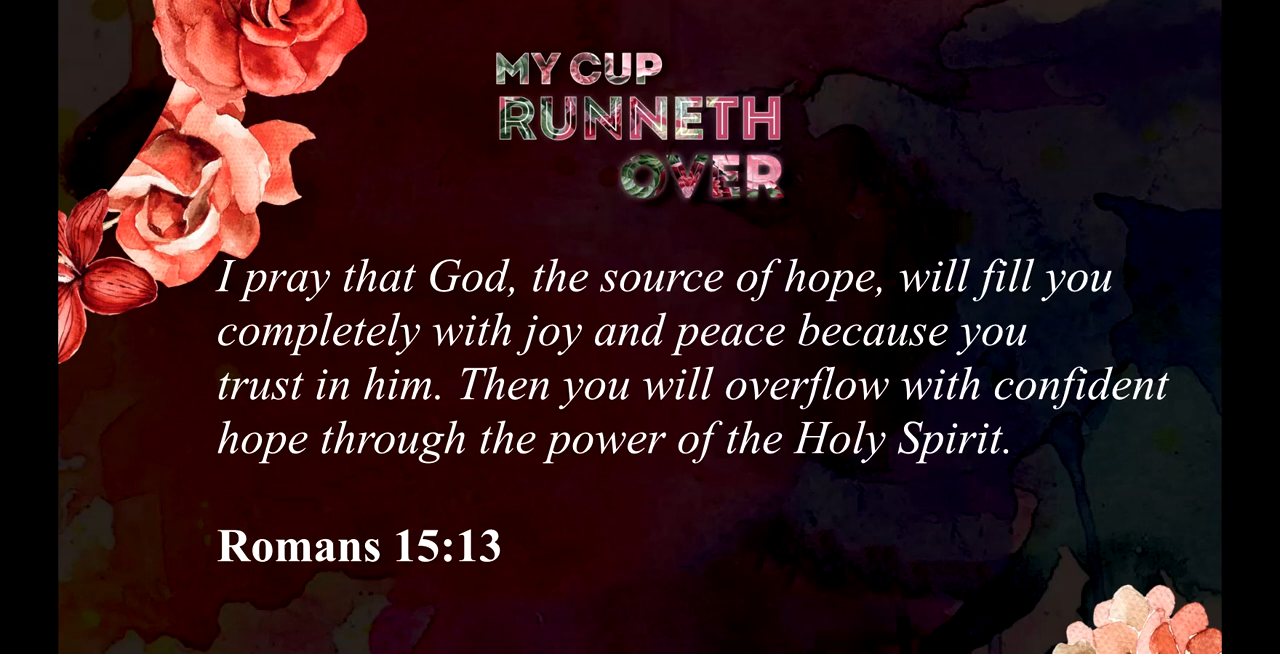 MY CUP
RUNNETH
OVER
I pray that God, the source of hope, will fill you
completely with joy and peace because you
trust in him. Then you will overflow with confident
hope through the power of the Holy Spirit.
Romans 15:13